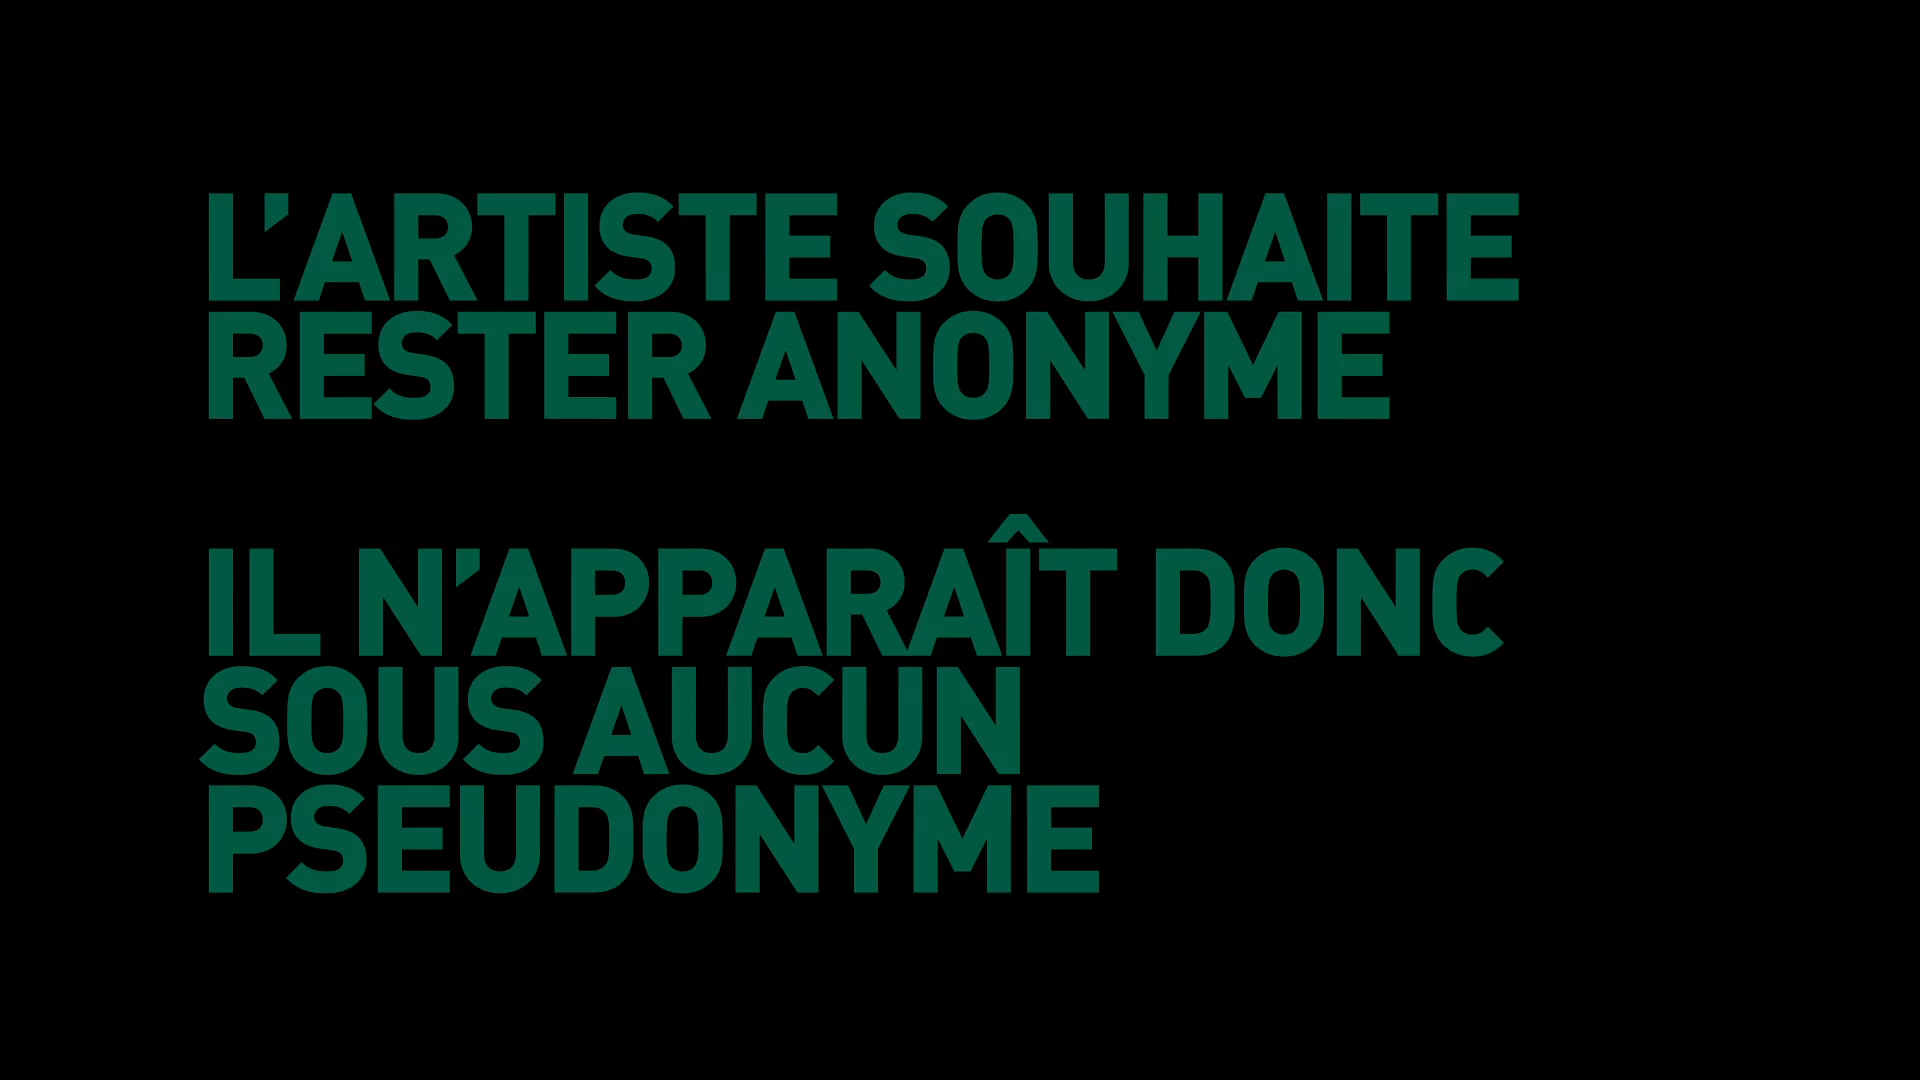 L’ARTISTE SOUHAITE
RESTER ANONYME
IL N’APPARAÎT DONC
SOUS AUCUN
PSEUDONYME